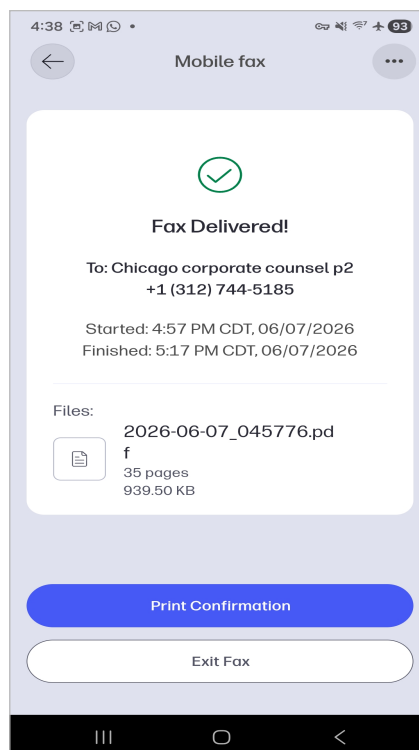 4:38
93
Mobile fax
Fax Delivered!
To: Chicago corporate counsel p2
+1 (312) 744-5185
Started: 4:57 PM CDT, 06/07/2026
Finished: 5:17 PM CDT, 06/07/2026
Files:
2026-06-07_045776.pd
f
35 pages
939.50 KB
Print Confirmation
Exit Fax